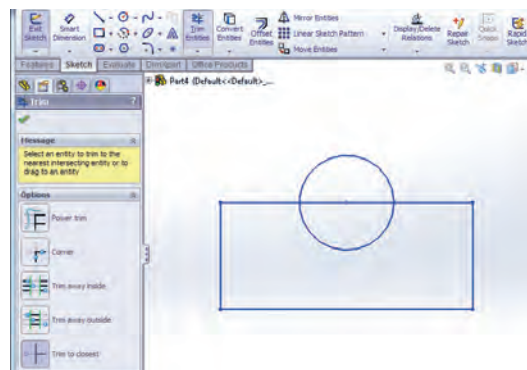 Exit Sketch
Smart Dimension
Trim Entities
Convert Entities
Offset Entities
Mirror Entities
Linear Sketch Pattern
Move Entities
Display/Delete Relations
Repair Sketch
Quick Snaps
Rapid Sketch
Features Sketch Evaluate DimXpert Office Products
Part4 (Default<<Default>_...
Trim ?
Message
Select an entity to trim to the
nearest intersecting entity or to
drag to an entity
Options
Power trim
Corner
Trim away inside
Trim away outside
Trim to closest